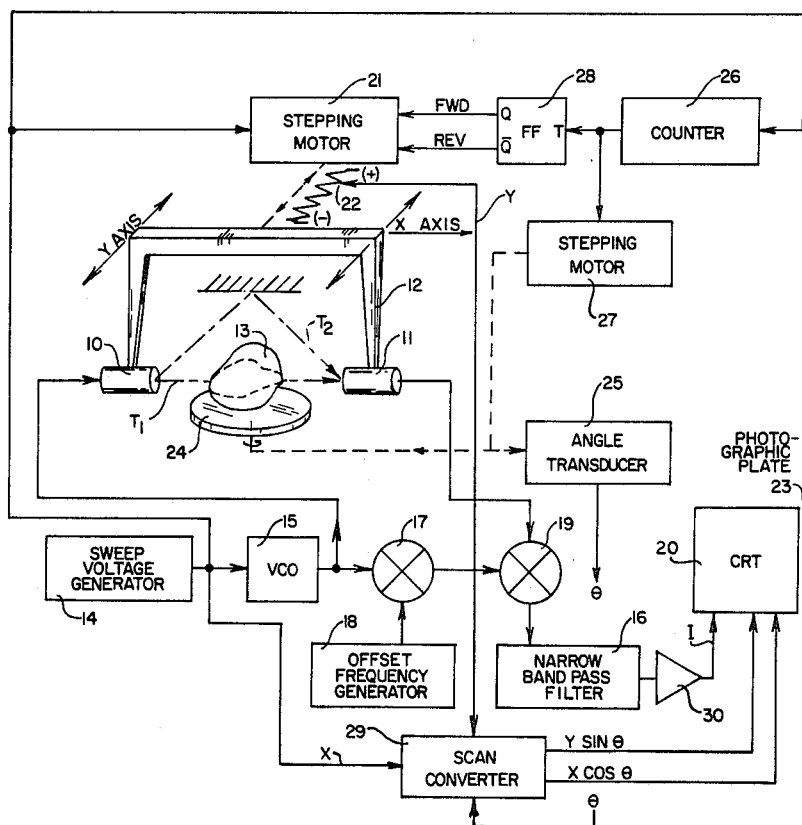 21
STEPPING
MOTOR
FWD
REV
Q
Q̅
FF
T
28
26
COUNTER
(+)
22
(-)
Y AXIS
X AXIS
Y
STEPPING
MOTOR
27
12
10
13
T2
11
T1
24
25
ANGLE
TRANSDUCER
θ
PHOTO-
GRAPHIC
PLATE
23
SWEEP
VOLTAGE
GENERATOR
14
15
VCO
17
19
20
CRT
18
OFFSET
FREQUENCY
GENERATOR
16
NARROW
BAND PASS
FILTER
I
30
29
X
SCAN
CONVERTER
Y SIN θ
X COS θ
θ